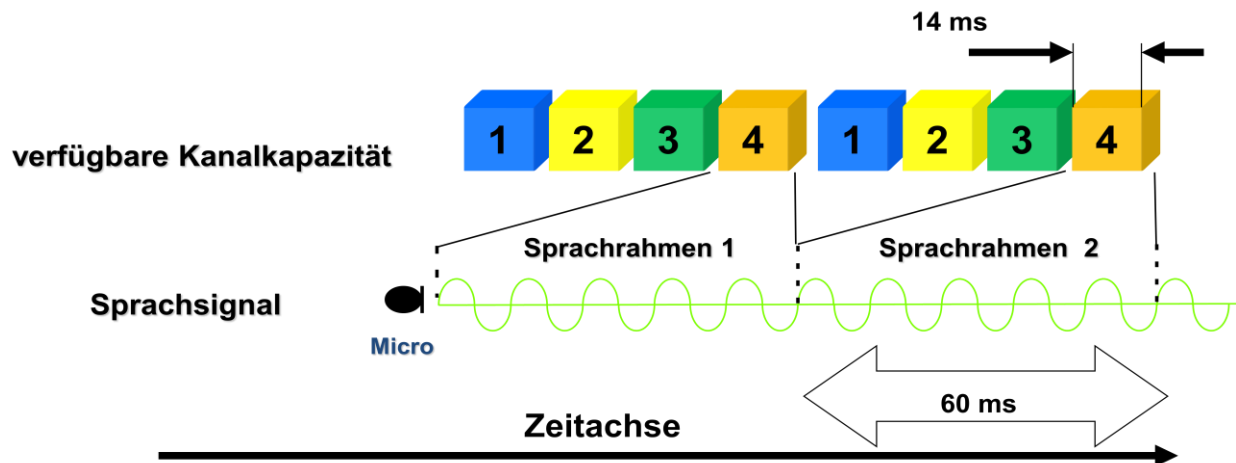 14 ms
1 2 3 4 1 2 3 4
verfügbare Kanalkapazität
Sprachrahmen 1 Sprachrahmen 2
Sprachsignal
Micro
60 ms
Zeitachse